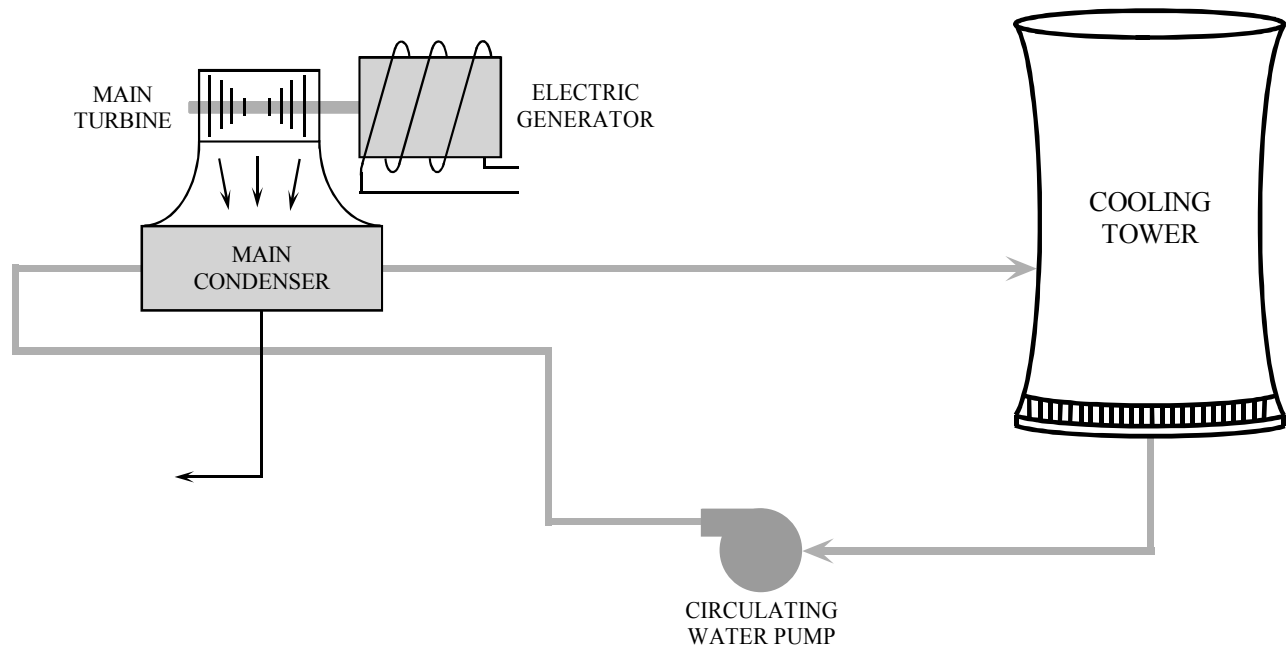 MAIN
TURBINE
ELECTRIC
GENERATOR
COOLING
TOWER
MAIN
CONDENSER
CIRCULATING
WATER PUMP